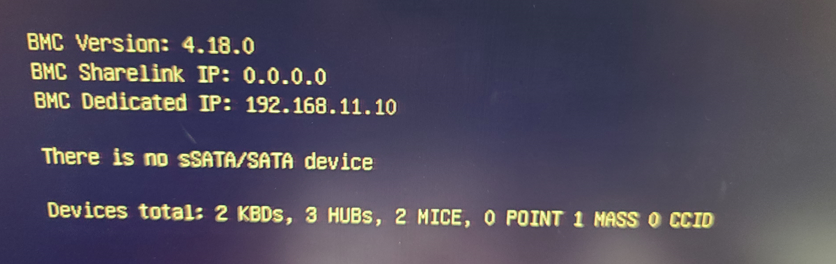 BMC Version: 4.18.0
BMC Sharelink IP: 0.0.0.0
BMC Dedicated IP: 192.168.11.10
There is no sSATA/SATA device
Devices total: 2 KBDs, 3 HUBs, 2 MICE, 0 POINT 1 MASS 0 CCID